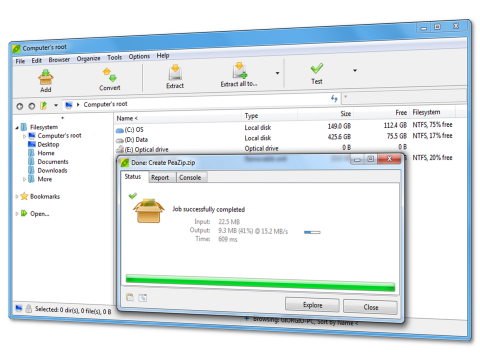 Computer's root
File Edit Browser Organize Tools Options Help
Add Convert Extract Extract all to... Test
Computer's root
Name < Type Size Free Filesystem
(C:) OS Local disk 149.0 GB 112.4 GB NTFS, 75% free
(D:) Data Local disk 425.6 GB 75.5 GB NTFS, 17% free
(E:) Optical drive Optical drive 0 B 0 B
NTFS, 20% free
Filesystem
Computer's root
Desktop
Home
Documents
Downloads
More
Bookmarks
Open...
Done: Create PeaZip.zip
Status Report Console
Job successfully completed
Input: 22.5 MB
Output: 9.3 MB (41%) @ 15.2 MB/s
Time: 609 ms
Explore Close
Selected: 0 dir(s), 0 file(s), 0 B
Browsing: GIORGIO-PC, Sort by Name <